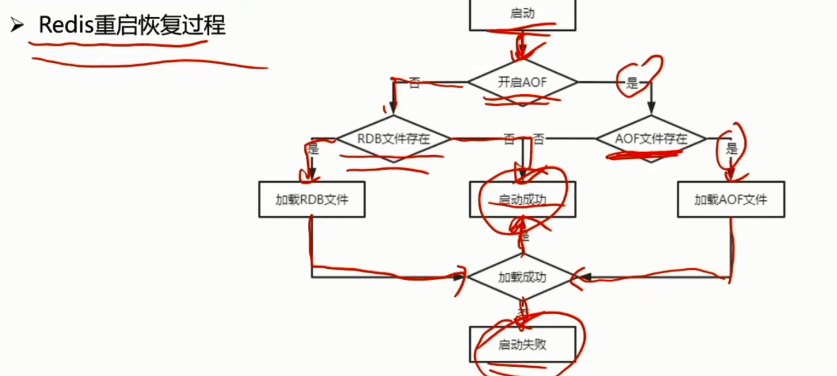 ➢ Redis重启恢复过程
启动
否
开启AOF
是
RDB文件存在
否
否
AOF文件存在
是
是
加载RDB文件
启动成功
加载AOF文件
是
加载成功
否
启动失败